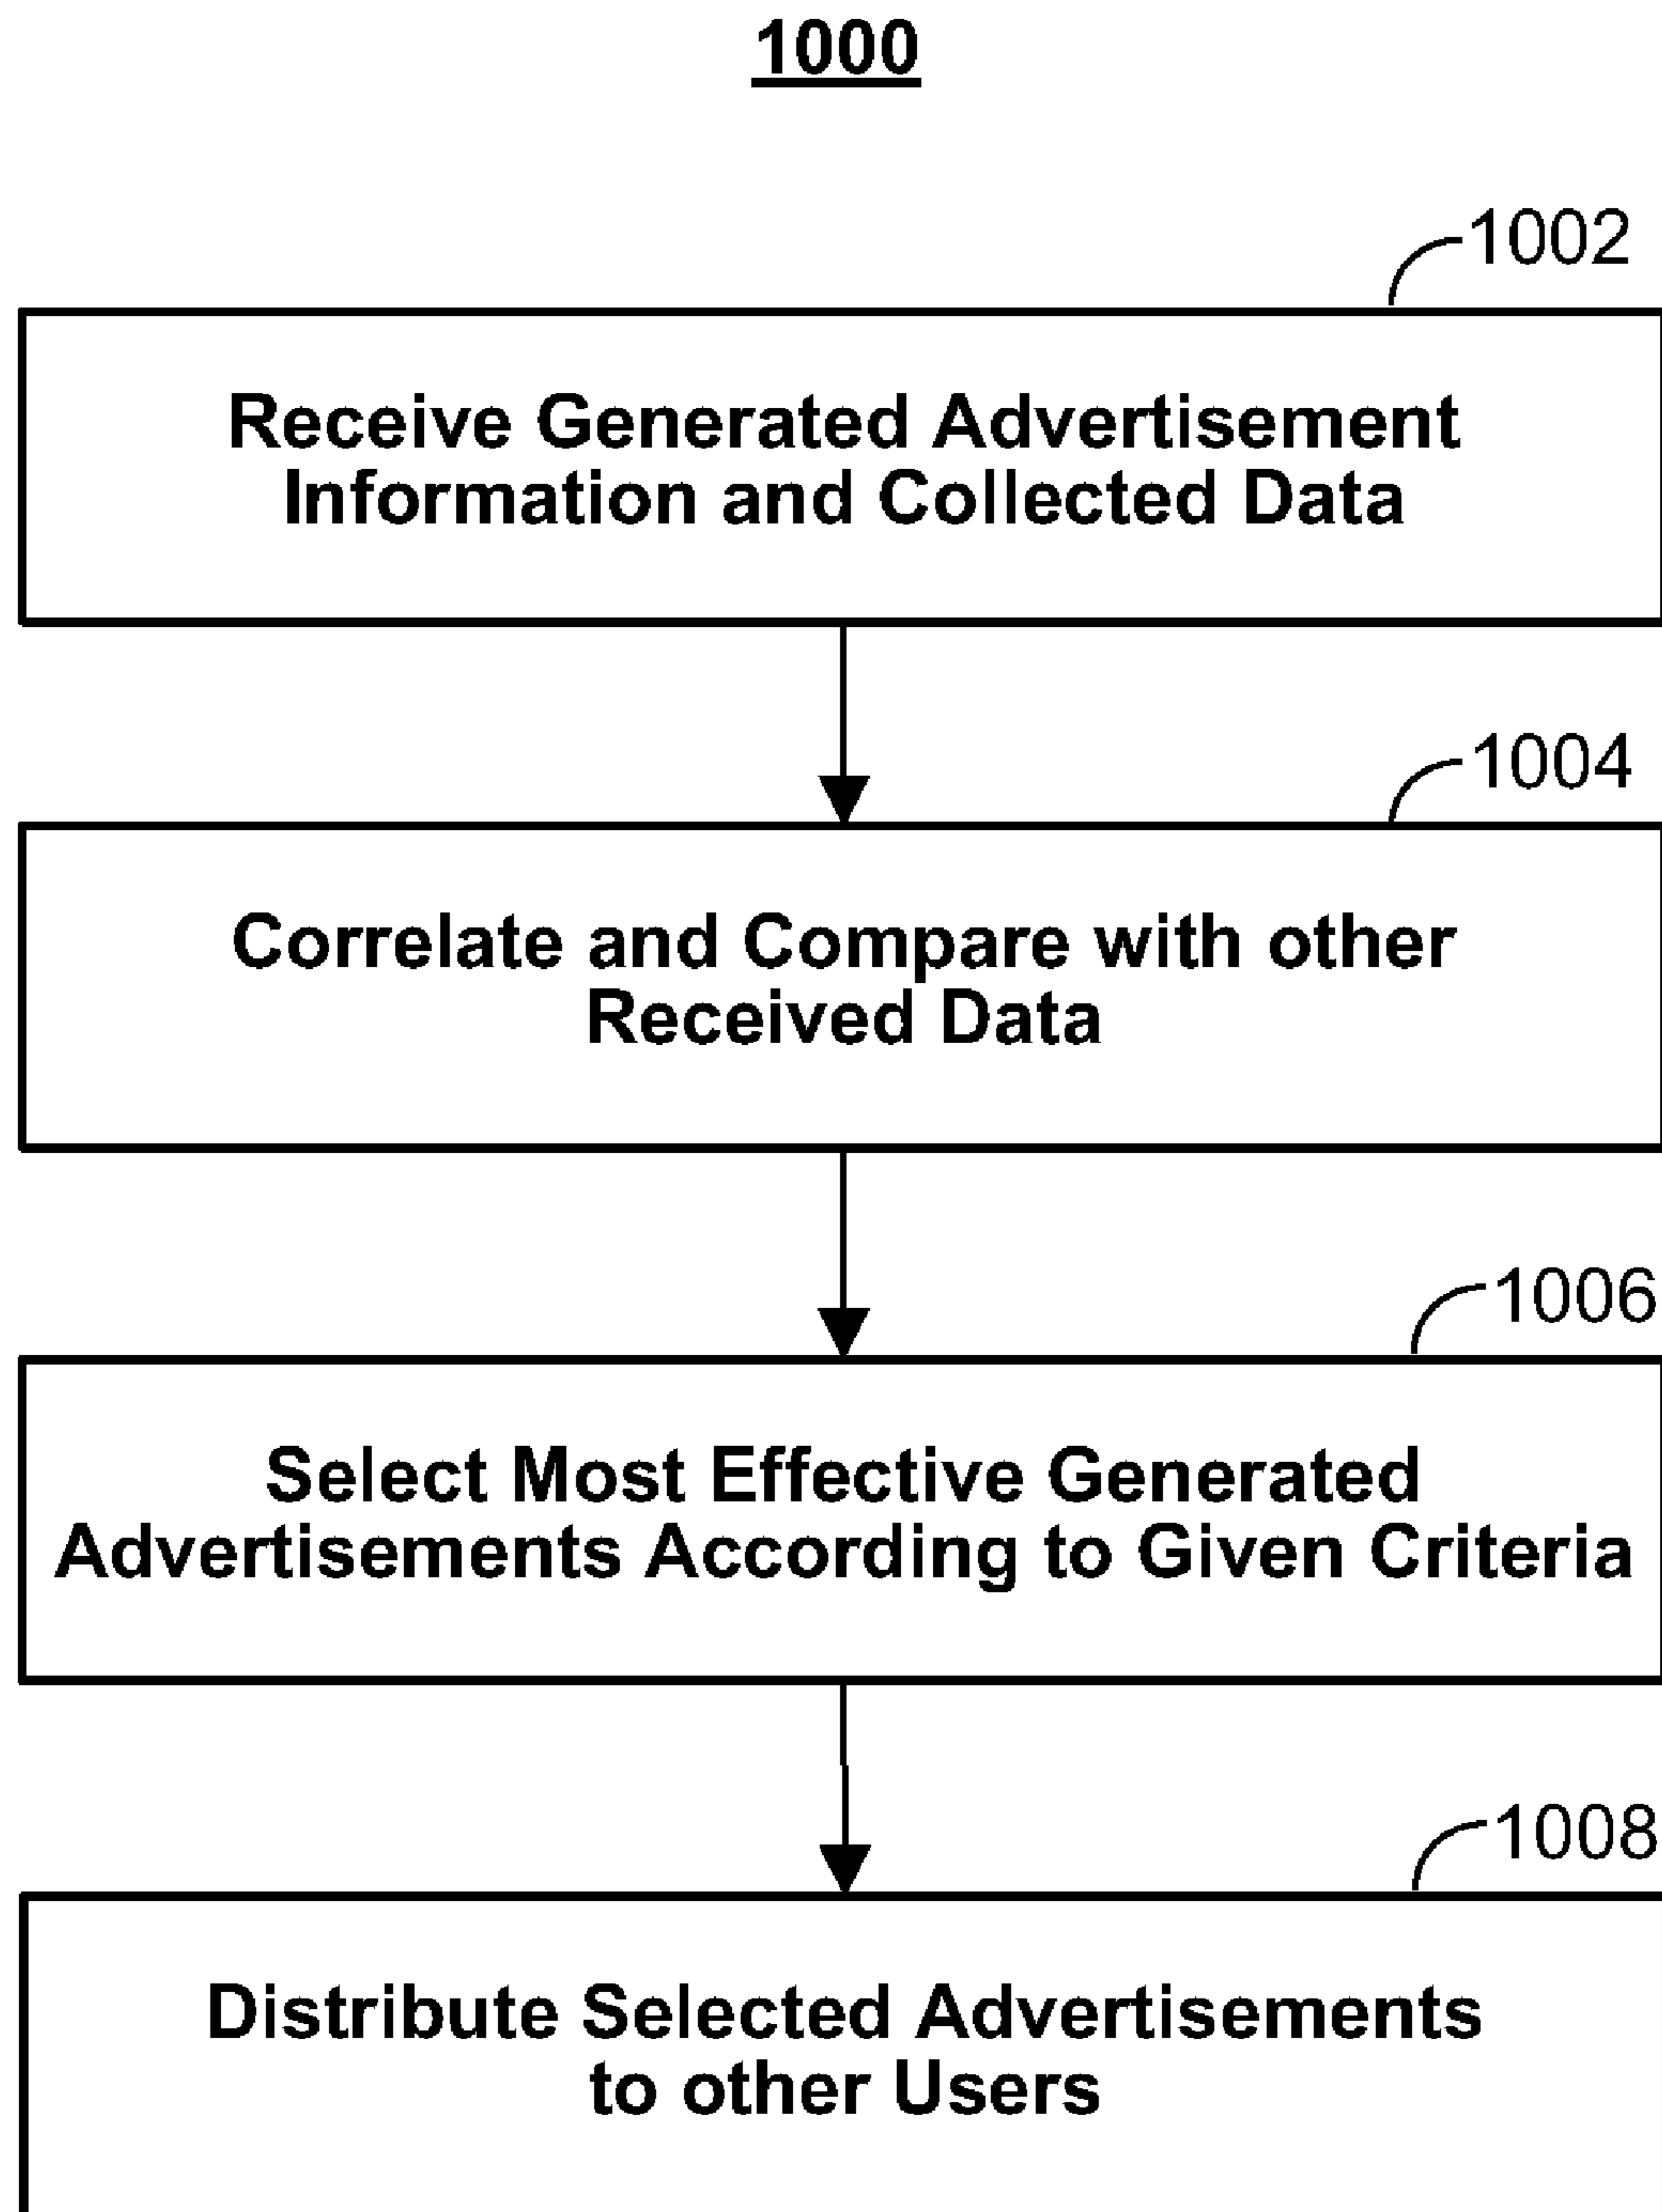 1000
1002
Receive Generated Advertisement
Information and Collected Data
1004
Correlate and Compare with other
Received Data
1006
Select Most Effective Generated
Advertisements According to Given Criteria
1008
Distribute Selected Advertisements
to other Users